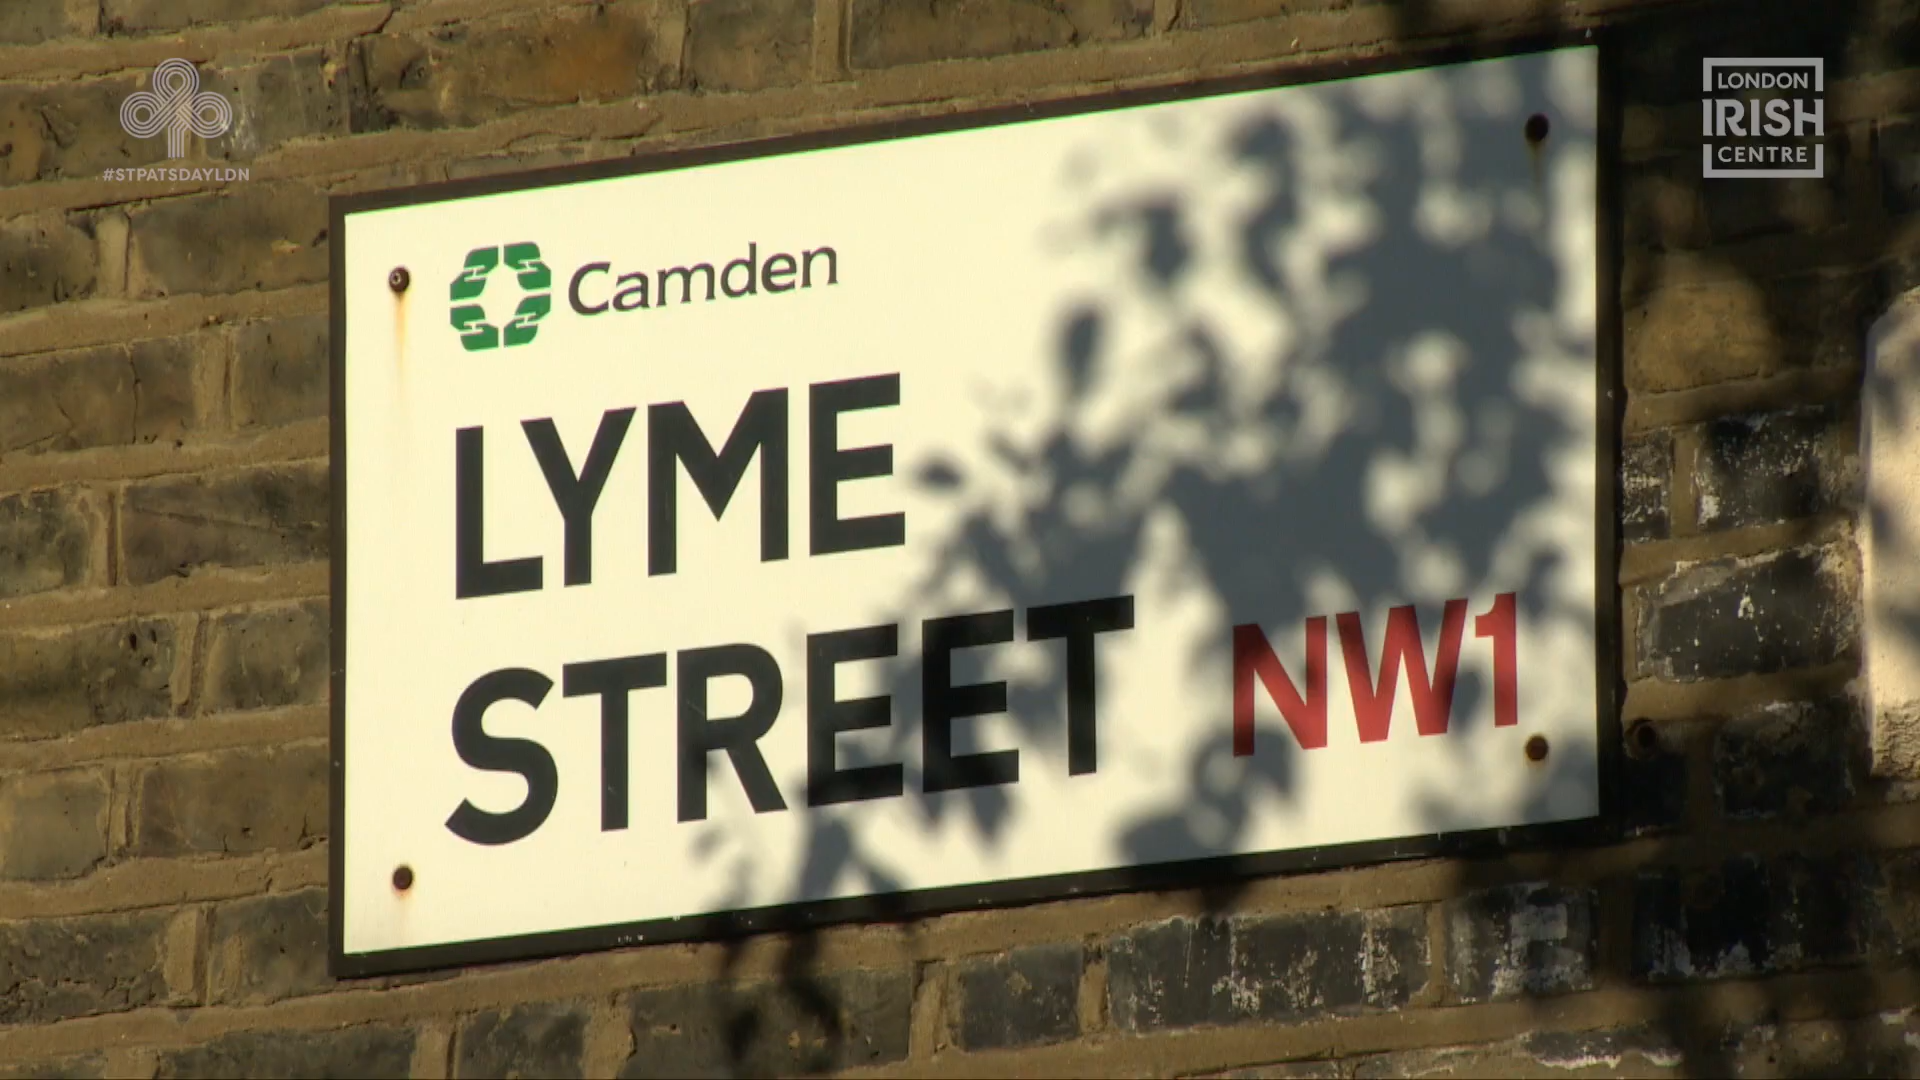 #STPATSDAYLDN
LONDON
IRISH
CENTRE
Camden
LYME
STREET NW1